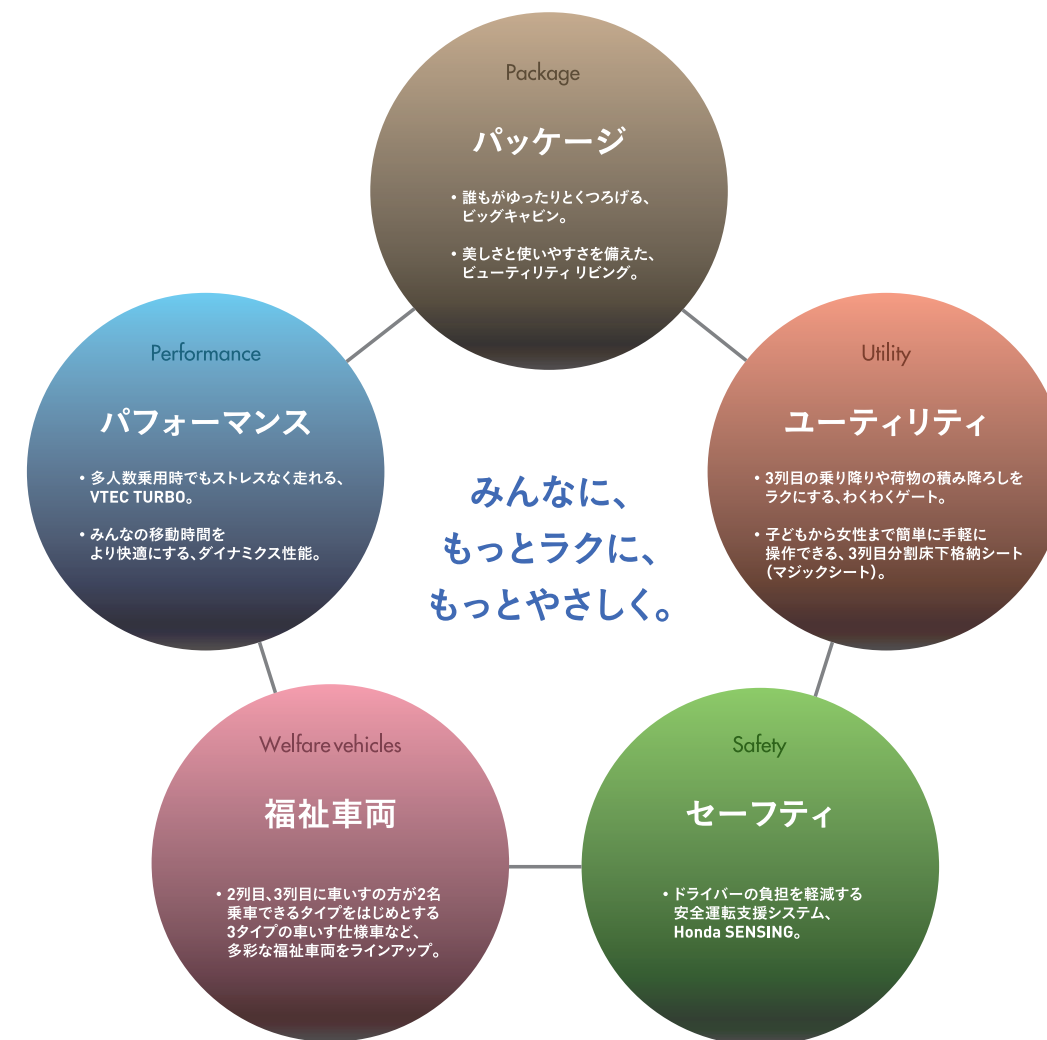 Package
パッケージ
・誰もがゆったりとくつろげる、
ビッグキャビン。
・美しさと使いやすさを備えた、
ビューティリティ リビング。
Performance
パフォーマンス
・多人数乗用時でもストレスなく走れる、
VTEC TURBO。
・みんなの移動時間を
より快適にする、ダイナミクス性能。
Utility
ユーティリティ
・3列目の乗り降りや荷物の積み降ろしを
ラクにする、わくわくゲート。
・子どもから女性まで簡単に手軽に
操作できる、3列目分割床下格納シート
(マジックシート)。
みんなに、
もっとラクに、
もっとやさしく。
Welfare vehicles
福祉車両
・2列目、3列目に車いすの方が2名
乗車できるタイプをはじめとする
3タイプの車いす仕様車など、
多彩な福祉車両をラインアップ。
Safety
セーフティ
・ドライバーの負担を軽減する
安全運転支援システム、
Honda SENSING。